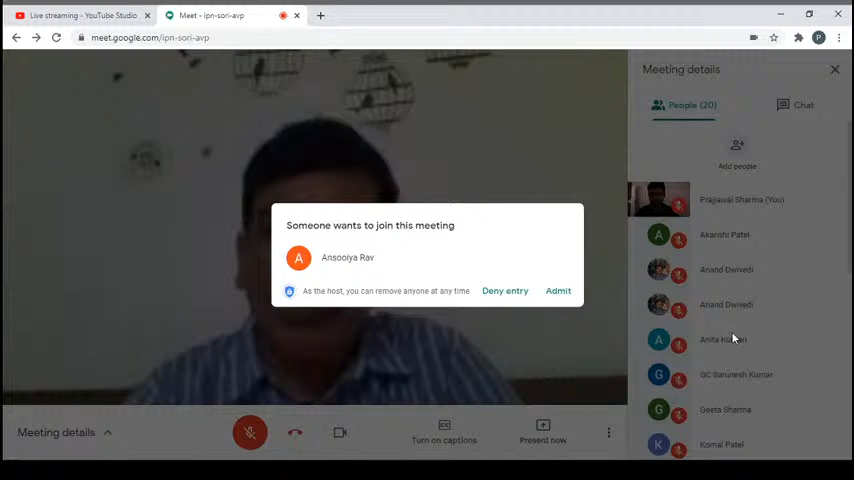 Live streaming - YouTube Studio
Meet - ipn-sori-avp
meet.google.com/ipn-sori-avp
P
Meeting details
People (20)
Chat
Add people
Prajjawal Sharma (You)
A
Akanshi Patel
Anand Dwivedi
Anand Dwivedi
A
G
GC Sarunesh Kumar
G
Geeta Sharma
K
Komal Patel
Someone wants to join this meeting
A
Ansooiya Rav
As the host, you can remove anyone at any time
Deny entry
Admit
Meeting details
Turn on captions
Present now